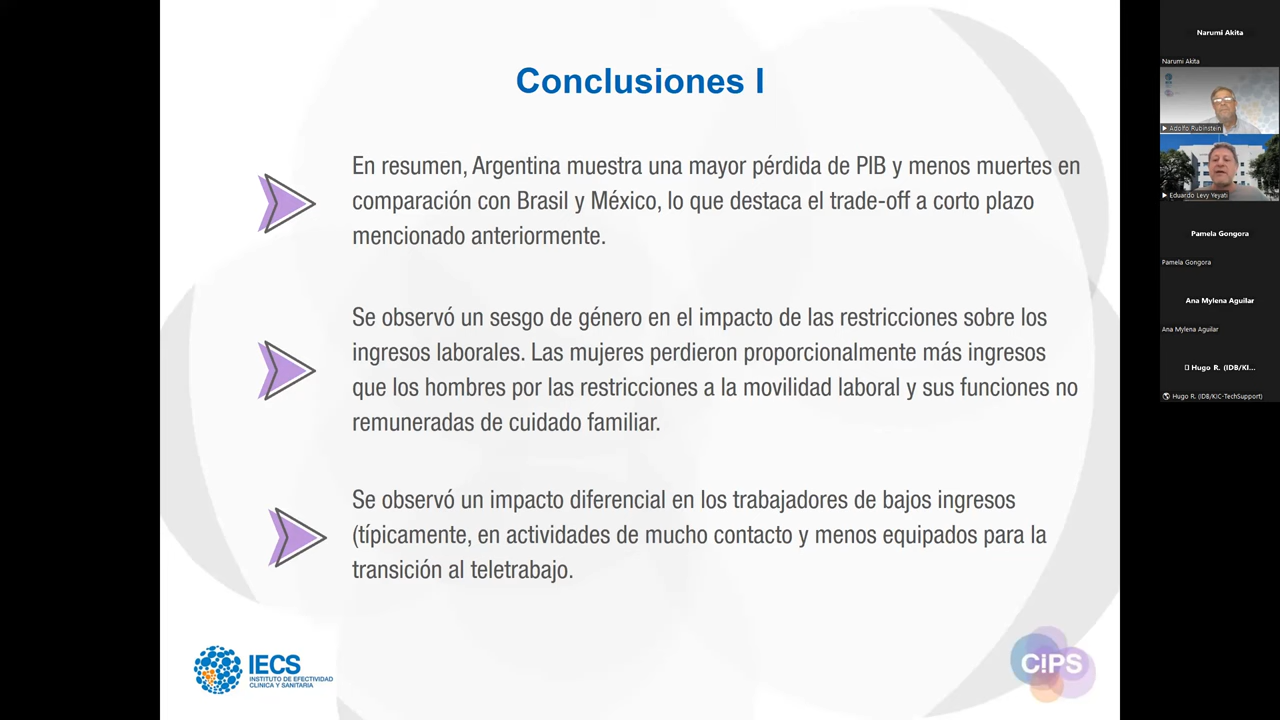 Conclusiones I
En resumen, Argentina muestra una mayor pérdida de PIB y menos muertes en
comparación con Brasil y México, lo que destaca el trade-off a corto plazo
mencionado anteriormente.
Se observó un sesgo de género en el impacto de las restricciones sobre los
ingresos laborales. Las mujeres perdieron proporcionalmente más ingresos
que los hombres por las restricciones a la movilidad laboral y sus funciones no
remuneradas de cuidado familiar.
Se observó un impacto diferencial en los trabajadores de bajos ingresos
(típicamente, en actividades de mucho contacto y menos equipados para la
transición al teletrabajo.
IECS
INSTITUTO DE EFECTIVIDAD
CLINICA Y SANITARIA
CiPS
Narumi Akita
Narumi Akita
Adolfo Rubinstein
Eduardo Levy Yeyati
Pamela Gongora
Pamela Gongora
Ana Mylena Aguilar
Ana Mylena Aguilar
Hugo R. (IDB/KI...
Hugo R. (IDB/KIC-TechSupport)